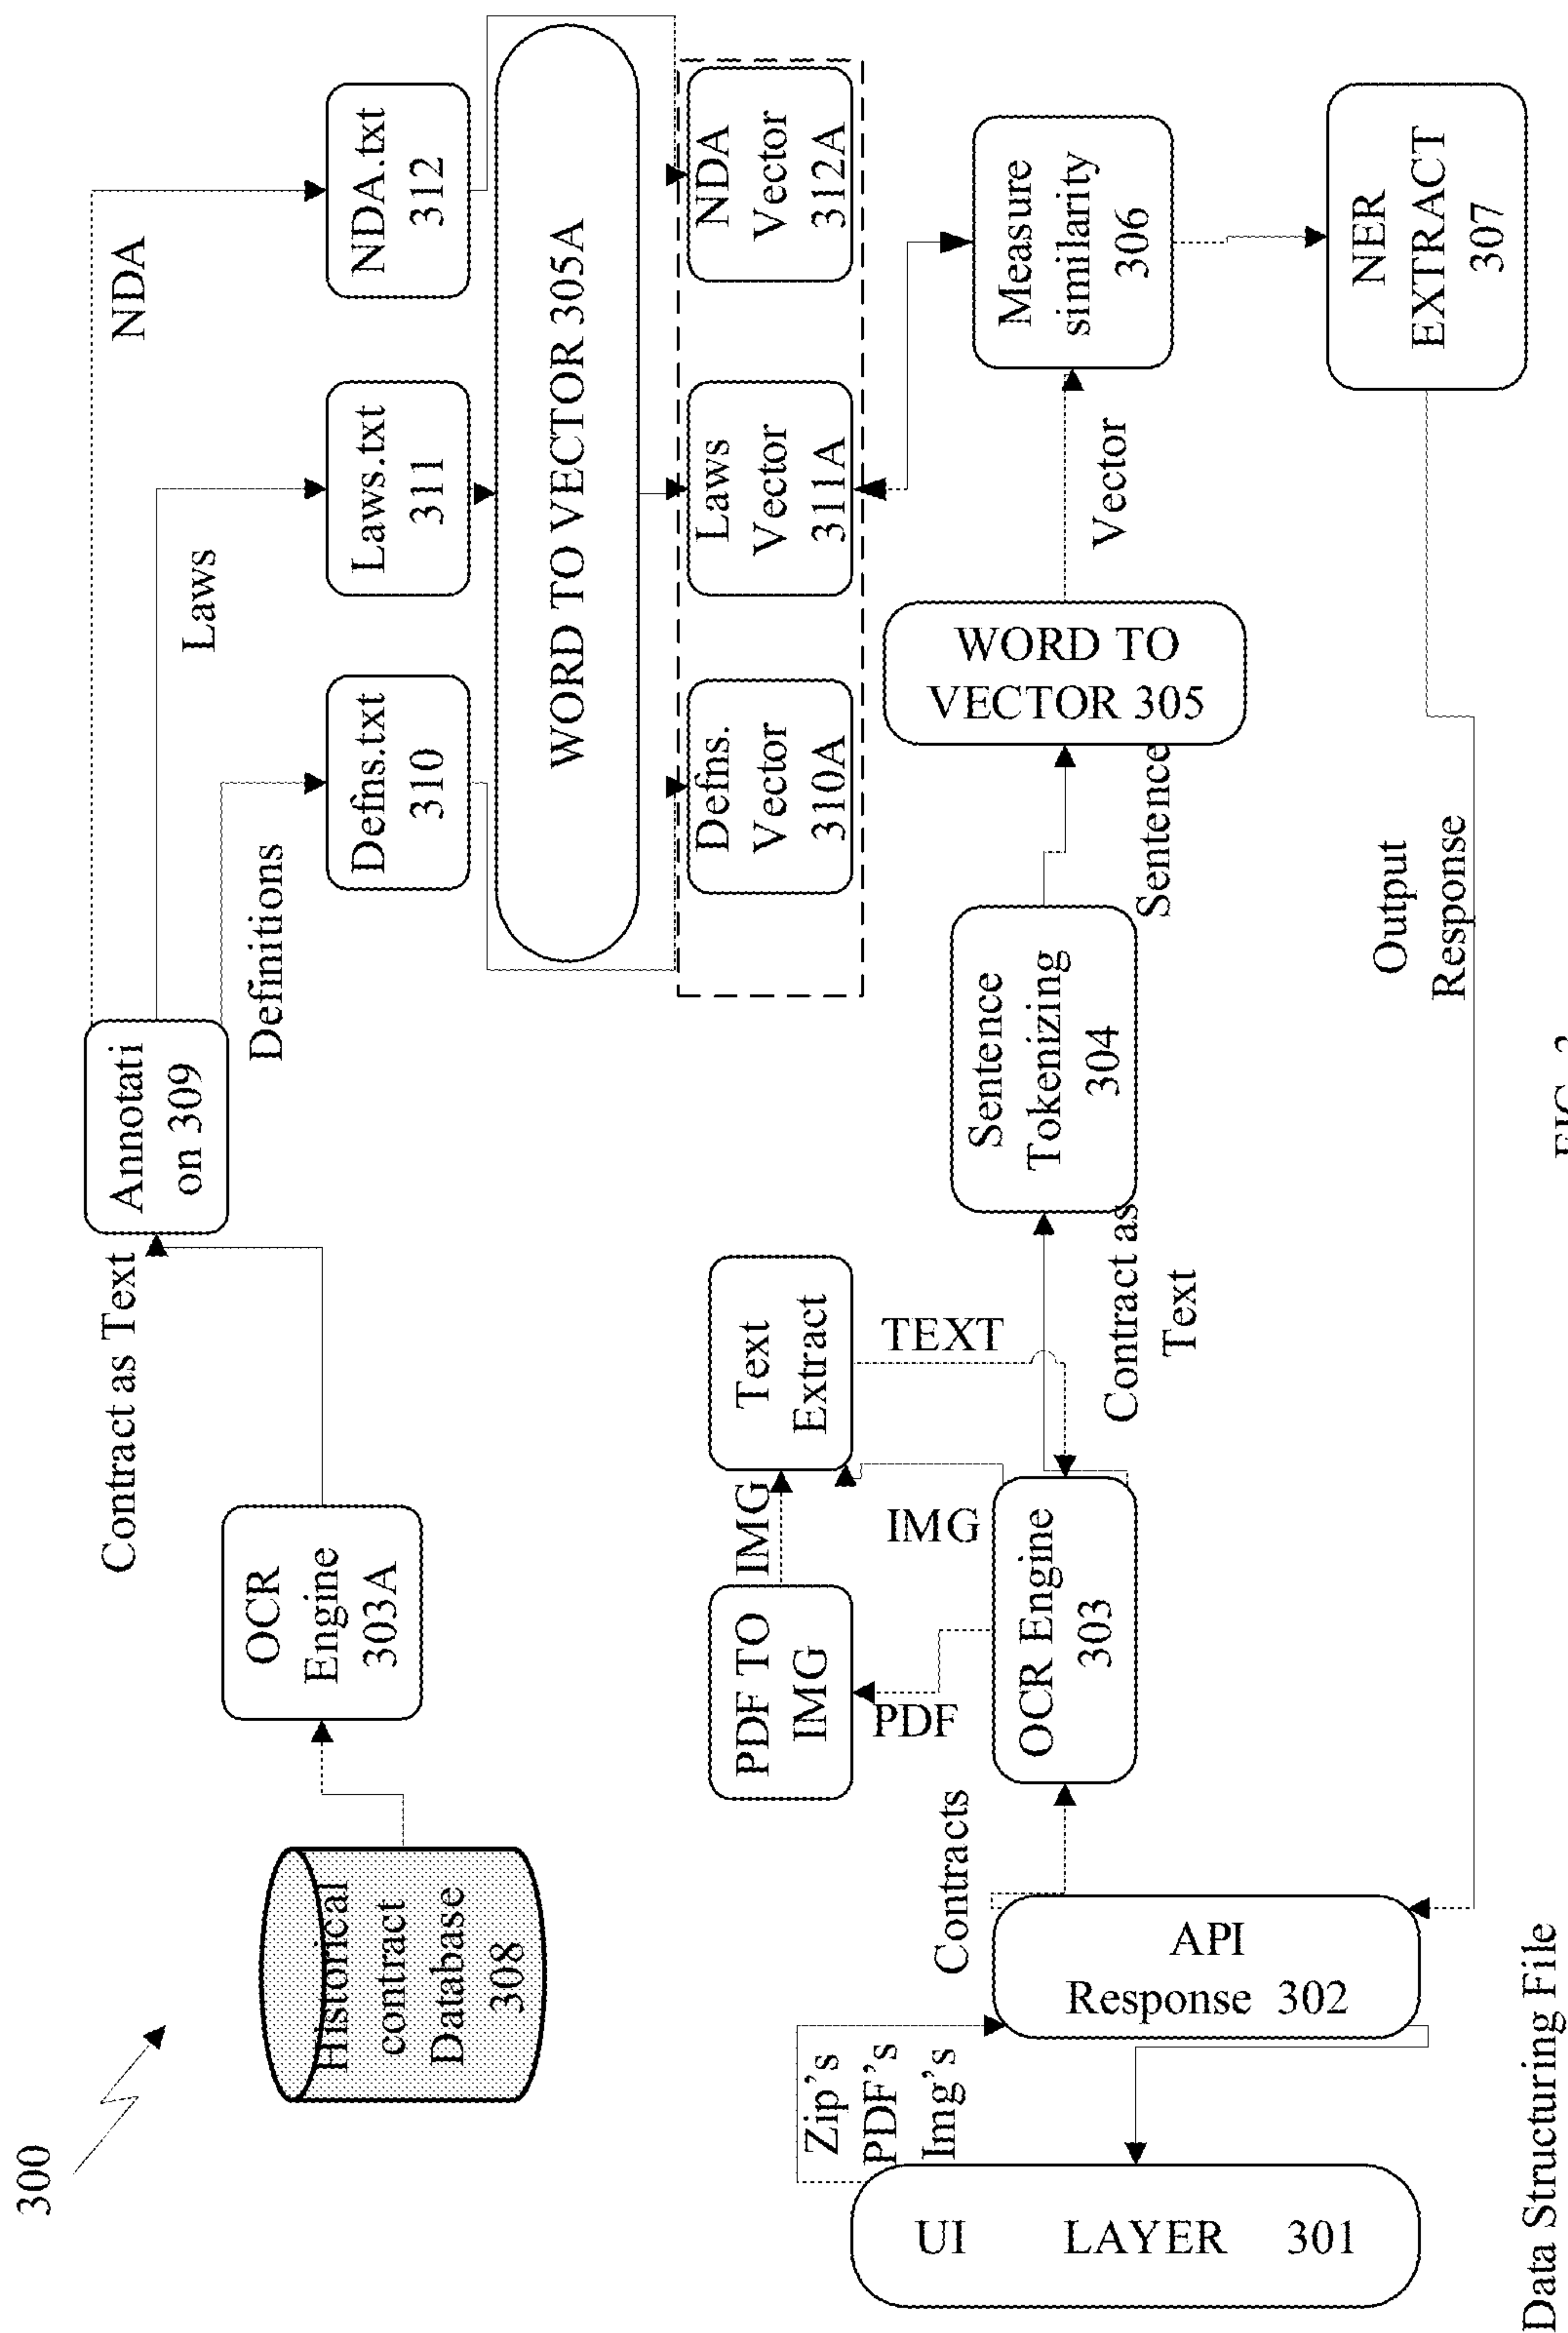 300
Historical
contract
Database
308
OCR
Engine
303A
Contract as Text
Annotati
on 309
NDA
Laws
Definitions
Defns.txt
310
Laws.txt
311
NDA.txt
312
WORD TO VECTOR 305A
Defns.
Vector
310A
Laws
Vector
311A
NDA
Vector
312A
UI LAYER 301
Zip's
PDF's
Img's
API
Response 302
Contracts
OCR Engine
303
PDF
PDF TO
IMG
IMG
IMG
Text
Extract
TEXT
Contract as
Text
Sentence
Tokenizing
304
Sentence
WORD TO
VECTOR 305
Vector
Measure
similarity
306
NER
EXTRACT
307
Output
Response
Data Structuring File
FIG.